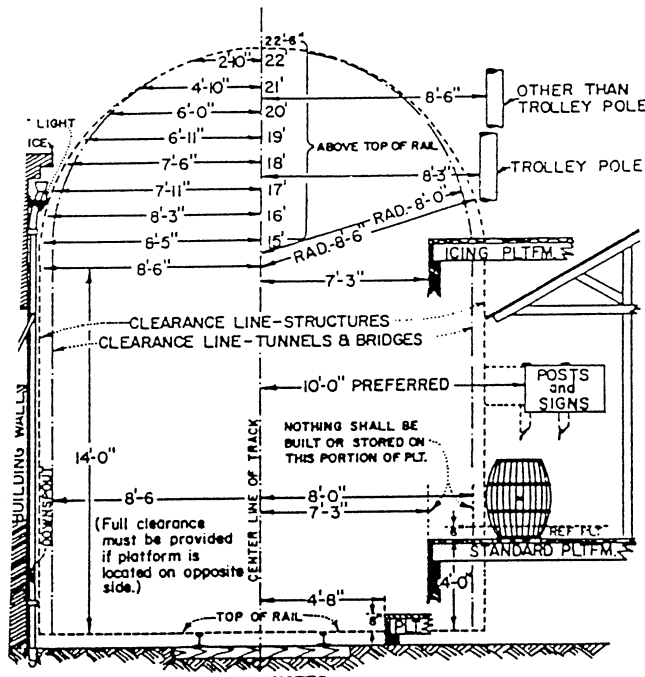 22'-6"
2'-10" 22'
4'-10" 21'
8'-6"
OTHER THAN
TROLLEY POLE
6'-0" 20'
LIGHT
6'-11" 19'
ICE
ABOVE TOP OF RAIL
7'-6" 18'
TROLLEY POLE
8'-3"
7'-11" 17'
8'-3" 16'
RAD.-8'-0"
RAD.-8'-6"
8'-5" 15'
ICING PLTFM.
8'-6"
7'-3"
CLEARANCE LINE-STRUCTURES
CLEARANCE LINE-TUNNELS & BRIDGES
10'-0" PREFERRED
POSTS
and
SIGNS
NOTHING SHALL BE
BUILT OR STORED ON
THIS PORTION OF PLT.
14'-0"
BUILDING WALLS
DOWNSPOUT
CENTER LINE OF TRACK
8'-6
8'-0"
7'-3"
(Full clearance
must be provided
if platform is
located on opposite
side.)
8"
REF. PLT.
STANDARD PLTFM.
4'-0"
4'-8"
TOP OF RAIL
8"
PLT.
NOTES